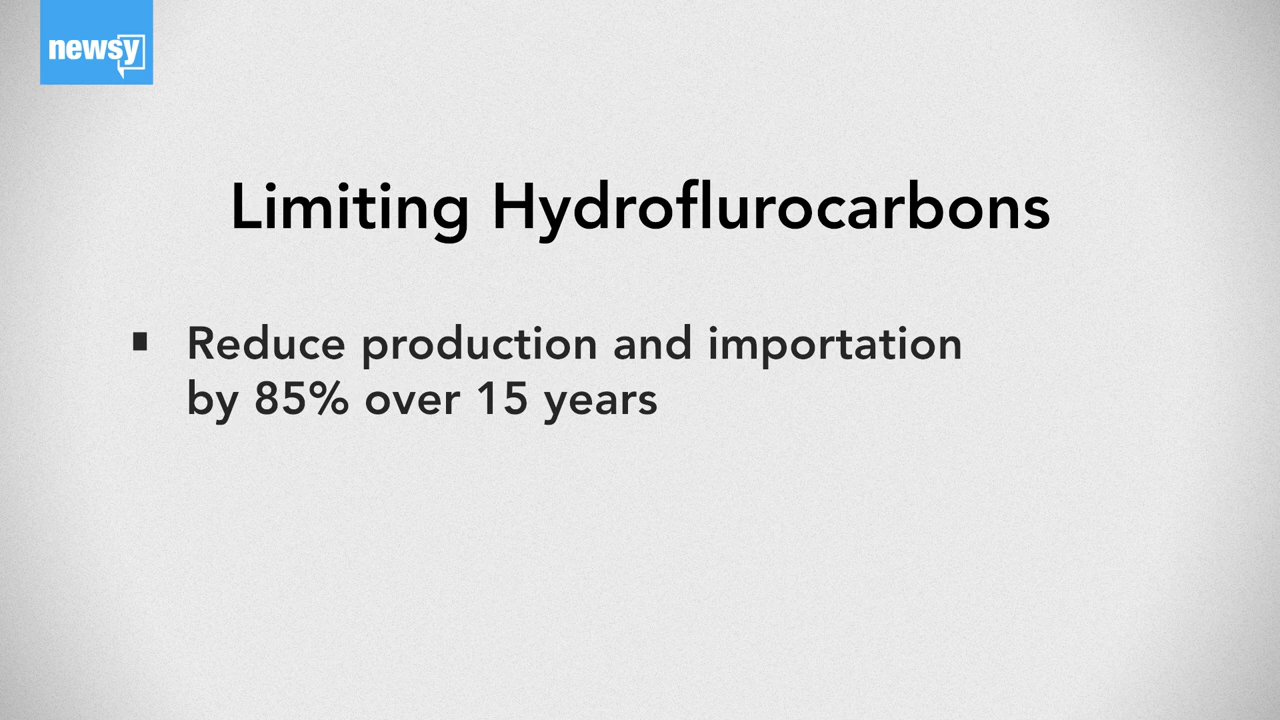 newsy
Limiting Hydroflurocarbons
▪ Reduce production and importation
by 85% over 15 years